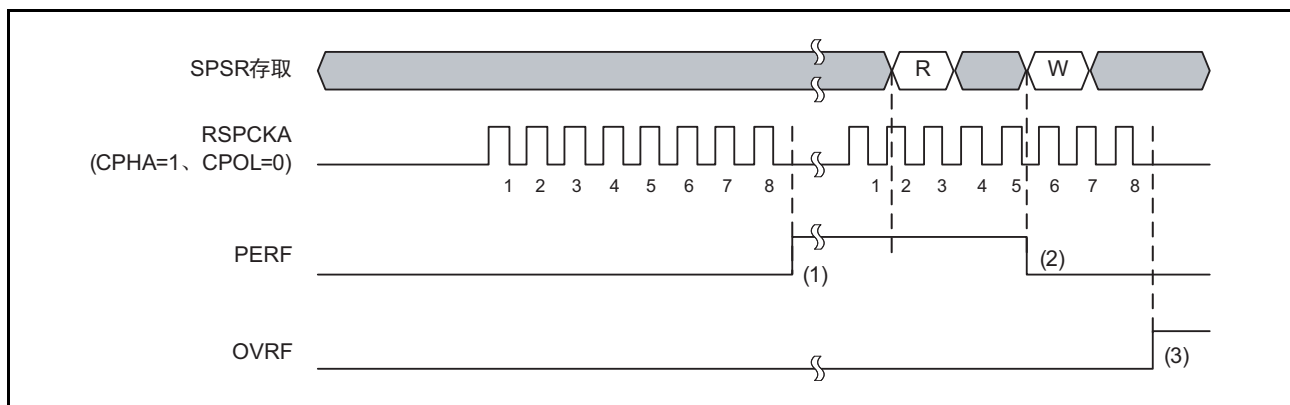 SPSR存取
R
W
RSPCKA
(CPHA=1、CPOL=0)
1 2 3 4 5 6 7 8 1 2 3 4 5 6 7 8
PERF
(1)
(2)
OVRF
(3)